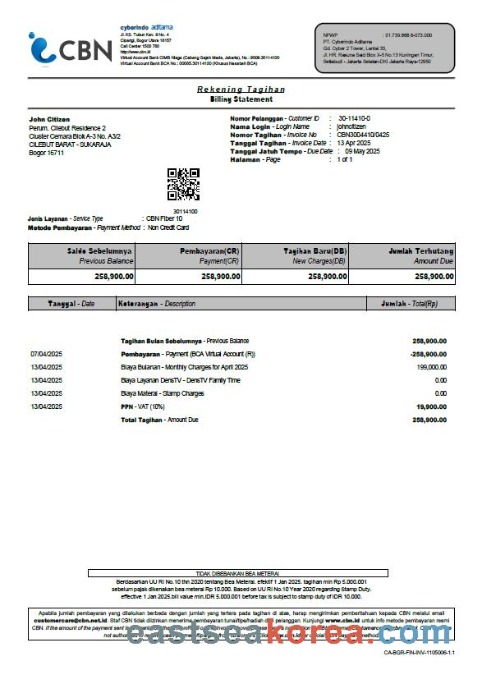 CBN
cyberindo aditama
Jl. KS. Tubun Kav. 8 No. 4
Cipaigi, Bogor Utara 16157
Call Center 1500 780
http://www.cbn.id
Virtual Account Bank CIMB Niaga (Cabang Gajah Mada, Jakarta), No.: 9008-30114100
Virtual Account Bank BCA No.: 00065.30114100 (Khusus Nasabah BCA)
NPWP : 01.739.968.9-073.000
PT. Cyberindo Aditama
Gd. Cyber 2 Tower, Lantai 33,
Jl. HR. Rasuna Said Blok X-5 No.13 Kuningan Timur,
Setiabudi - Jakarta Selatan-DKI Jakarta Raya-12950
Rekening Tagihan
Billing Statement
John Citizen
Perum. Cilebut Residence 2
Cluster Cemara Blok A-3 No. A3/2
CILEBUT BARAT - SUKARAJA
Bogor 16711
Nomor Pelanggan - Customer ID : 30-11410-0
Nama Login - Login Name : johncitizen
Nomor Tagihan - Invoice No : CBN30044110/0425
Tanggal Tagihan - Invoice Date : 13 Apr 2025
Tanggal Jatuh Tempo - Due Date : 09 May 2025
Halaman - Page : 1 of 1
30114100
Jenis Layanan - Service Type : CBN Fiber 10
Metode Pembayaran - Payment Method : Non Credit Card
Saldo Sebelumnya Pembayaran(CR) Tagihan Baru(DB) Jumlah Terhutang
Previous Balance Payment(CR) New Charges(DB) Amount Due
258,900.00 258,900.00 258,900.00 258,900.00
Tanggal - Date Keterangan - Description Jumlah - Total(Rp)
Tagihan Bulan Sebelumnya - Previous Balance 258,900.00
07/04/2025 Pembayaran - Payment (BCA Virtual Account (R)) -258,900.00
13/04/2025 Biaya Bulanan - Monthly Charges for April 2025 199,000.00
13/04/2025 Biaya Layanan DensTV - DensTV Family Time 0.00
13/04/2025 Biaya Materai - Stamp Charges 0.00
13/04/2025 PPN - VAT (10%) 19,900.00
Total Tagihan - Amount Due 258,900.00
TIDAK DIBEBANKAN BEA METERAI
Berdasarkan UU RI No.10 thn 2020 tentang Bea Meterai. efektif 1 Jan 2025. tagihan min Rp 5.000.001
sebelum pajak dikenakan bea meterai Rp 10.000. Based on UU RI No.10 Year 2020 regarding Stamp Duty.
effective 1 Jan 2025.bill value min.IDR 5.000.001 before tax is subject to stamp duty of IDR 10.000.
Apabila jumlah pembayaran yang dilakukan berbeda dengan jumlah yang tertera pada tagihan di atas, harap mengirimkan pemberitahuan kepada CBN melalui email
customercare@cbn.net.id Staf CBN tidak diizinkan menerima pembayaran tunai/tips/hadiah dari pelanggan. Kunjungi www.cbn.id untuk info metode pembayaran resmi
CBN. If the amount of the payment sent
eastseakorea.com
CA-BGR-FIN-INV-1105006-1.1